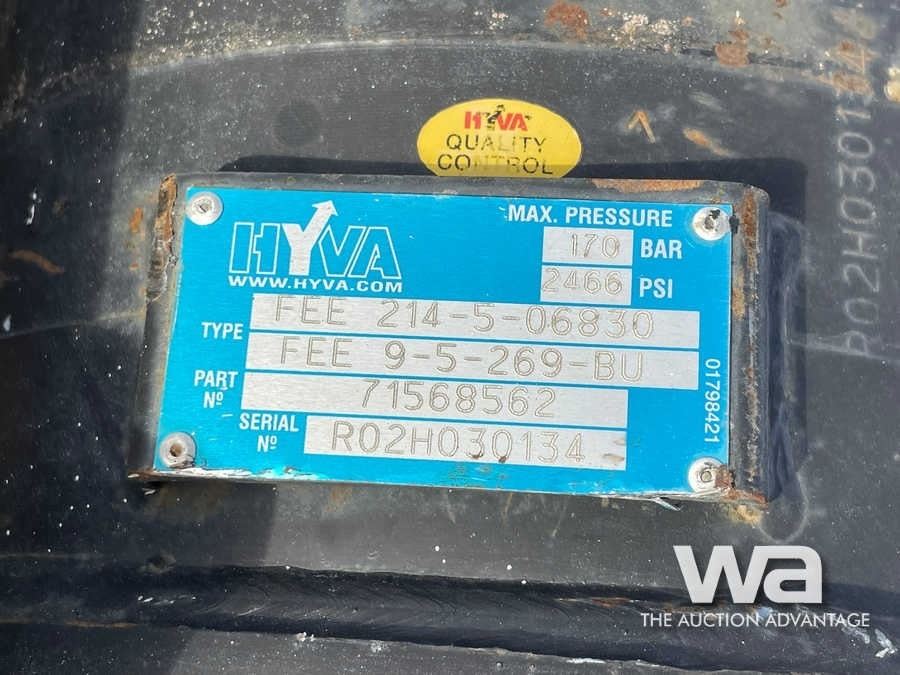 HYVA
QUALITY
CONTROL
HYVA
WWW.HYVA.COM
MAX. PRESSURE
170 BAR
2466 PSI
TYPE FEE 214-5-06830
FEE 9-5-269-BU
PART Nº 71568562
SERIAL Nº R02H030134
01798421
wa
THE AUCTION ADVANTAGE